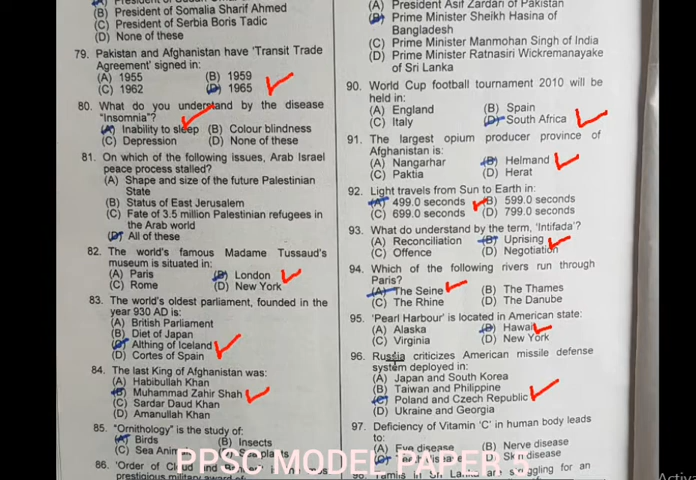 (B) President of Somalia Sharif Ahmed
(C) President of Serbia Boris Tadic
(D) None of these
79. Pakistan and Afghanistan have 'Transit Trade
Agreement' signed in:
(A) 1955 (B) 1959
(C) 1962 (D) 1965
80. What do you understand by the disease
"Insomnia"?
(A) Inability to sleep (B) Colour blindness
(C) Depression (D) None of these
81. On which of the following issues, Arab Israel
peace process stalled?
(A) Shape and size of the future Palestinian
State
(B) Status of East Jerusalem
(C) Fate of 3.5 million Palestinian refugees in
the Arab world
(D) All of these
82. The world's famous Madame Tussaud's
museum is situated in:
(A) Paris (B) London
(C) Rome (D) New York
83. The world's oldest parliament, founded in the
year 930 AD is:
(A) British Parliament
(B) Diet of Japan
(C) Althing of Iceland
(D) Cortes of Spain
84. The last King of Afghanistan was:
(A) Habibullah Khan
(B) Muhammad Zahir Shah
(C) Sardar Daud Khan
(D) Amanullah Khan
85. "Ornithology" is the study of:
(A) Birds (B) Insects
(C) Sea
86. 'Order of
(A) President Asif Zardari of Pakistan
(B) Prime Minister Sheikh Hasina of
Bangladesh
(C) Prime Minister Manmohan Singh of India
(D) Prime Minister Ratnasiri Wickremanayake
of Sri Lanka
90. World Cup football tournament 2010 will be
held in:
(A) England (B) Spain
(C) Italy (D) South Africa
91. The largest opium producer province of
Afghanistan is:
(A) Nangarhar (B) Helmand
(C) Paktia (D) Herat
92. Light travels from Sun to Earth in:
(A) 499.0 seconds (B) 599.0 seconds
(C) 699.0 seconds (D) 799.0 seconds
93. What do understand by the term, 'Intifada'?
(A) Reconciliation (B) Uprising
(C) Offence (D) Negotiation
94. Which of the following rivers run through
Paris?
(A) The Seine (B) The Thames
(C) The Rhine (D) The Danube
95. 'Pearl Harbour' is located in American state:
(A) Alaska (B) Hawaii
(C) Virginia (D) New York
96. Russia criticizes American missile defense
system deployed in:
(A) Japan and South Korea
(B) Taiwan and Philippine
(C) Poland and Czech Republic
(D) Ukraine and Georgia
97. Deficiency of Vitamin 'C' in human body leads
to:
(A) Eye disease (B) Nerve disease
(D) Skin disease
PPSC MODEL PAPER